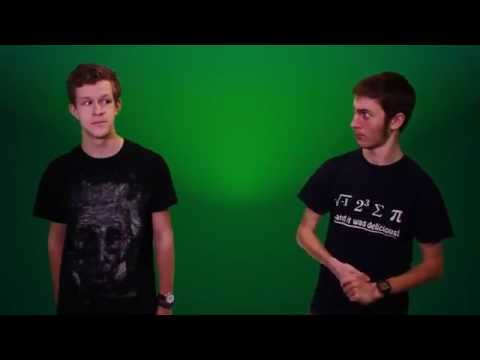 √-1 2³ Σ π
...and it was delicious!